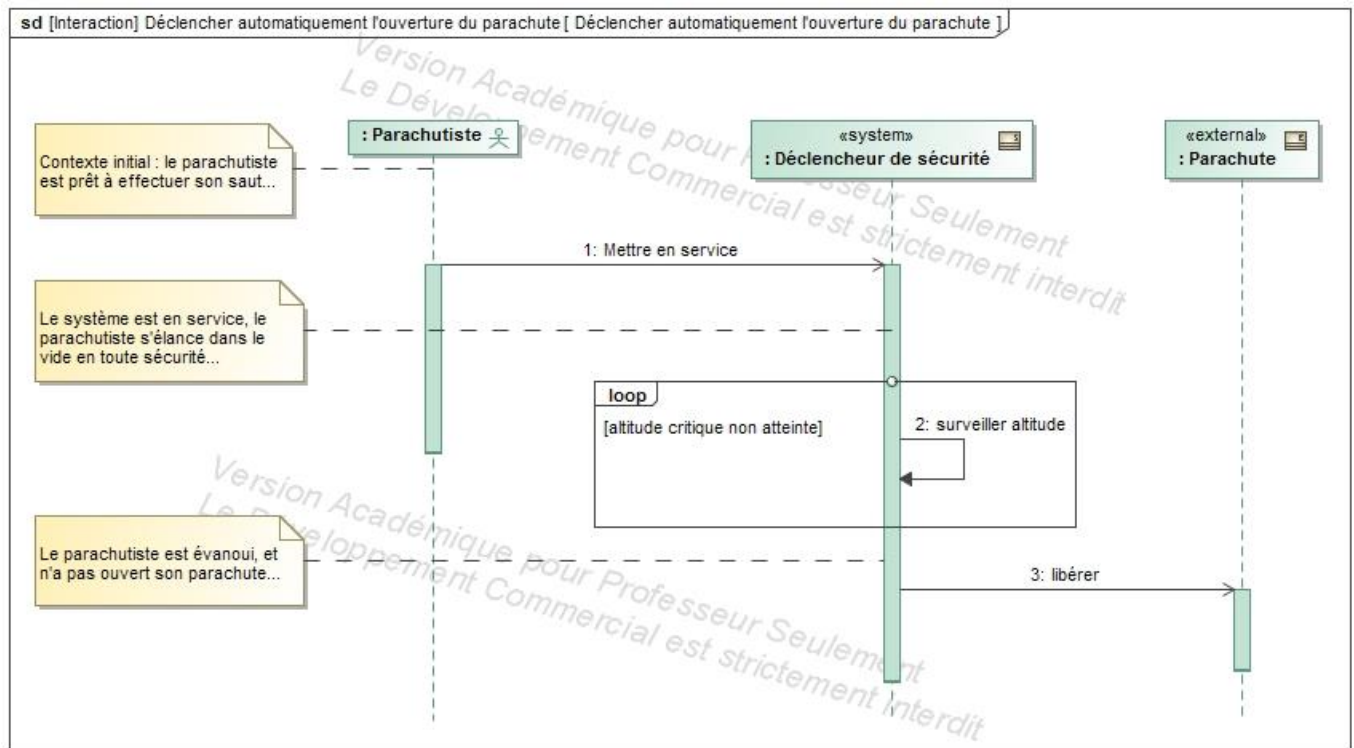 sd [Interaction] Déclencher automatiquement l'ouverture du parachute [ Déclencher automatiquement l'ouverture du parachute ]
Version Académique pour Professeur Seulement
Le Développement Commercial est strictement interdit
Contexte initial : le parachutiste
est prêt à effectuer son saut...
: Parachutiste
«system»
: Déclencheur de sécurité
«external»
: Parachute
1: Mettre en service
Le système est en service, le
parachutiste s'élance dans le
vide en toute sécurité...
loop
[altitude critique non atteinte]
2: surveiller altitude
Version Académique pour Professeur Seulement
Le Développement Commercial est strictement interdit
Le parachutiste est évanoui, et
n'a pas ouvert son parachute...
3: libérer